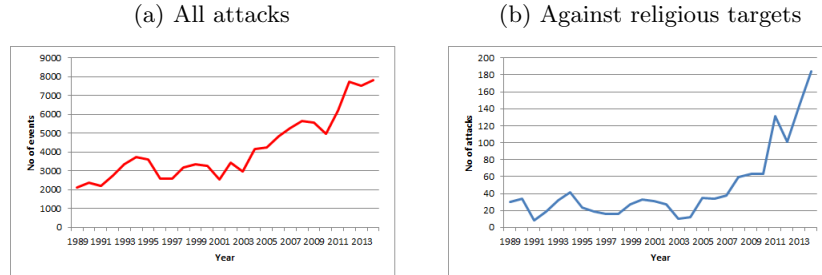 (a) All attacks
9000
8000
7000
6000
5000
4000
3000
2000
1000
0
No of events
1989 1991 1993 1995 1997 1999 2001 2003 2005 2007 2009 2011 2013
Year
(b) Against religious targets
200
180
160
140
120
100
80
60
40
20
0
No of attacks
1989 1991 1993 1995 1997 1999 2001 2003 2005 2007 2009 2011 2013
Year